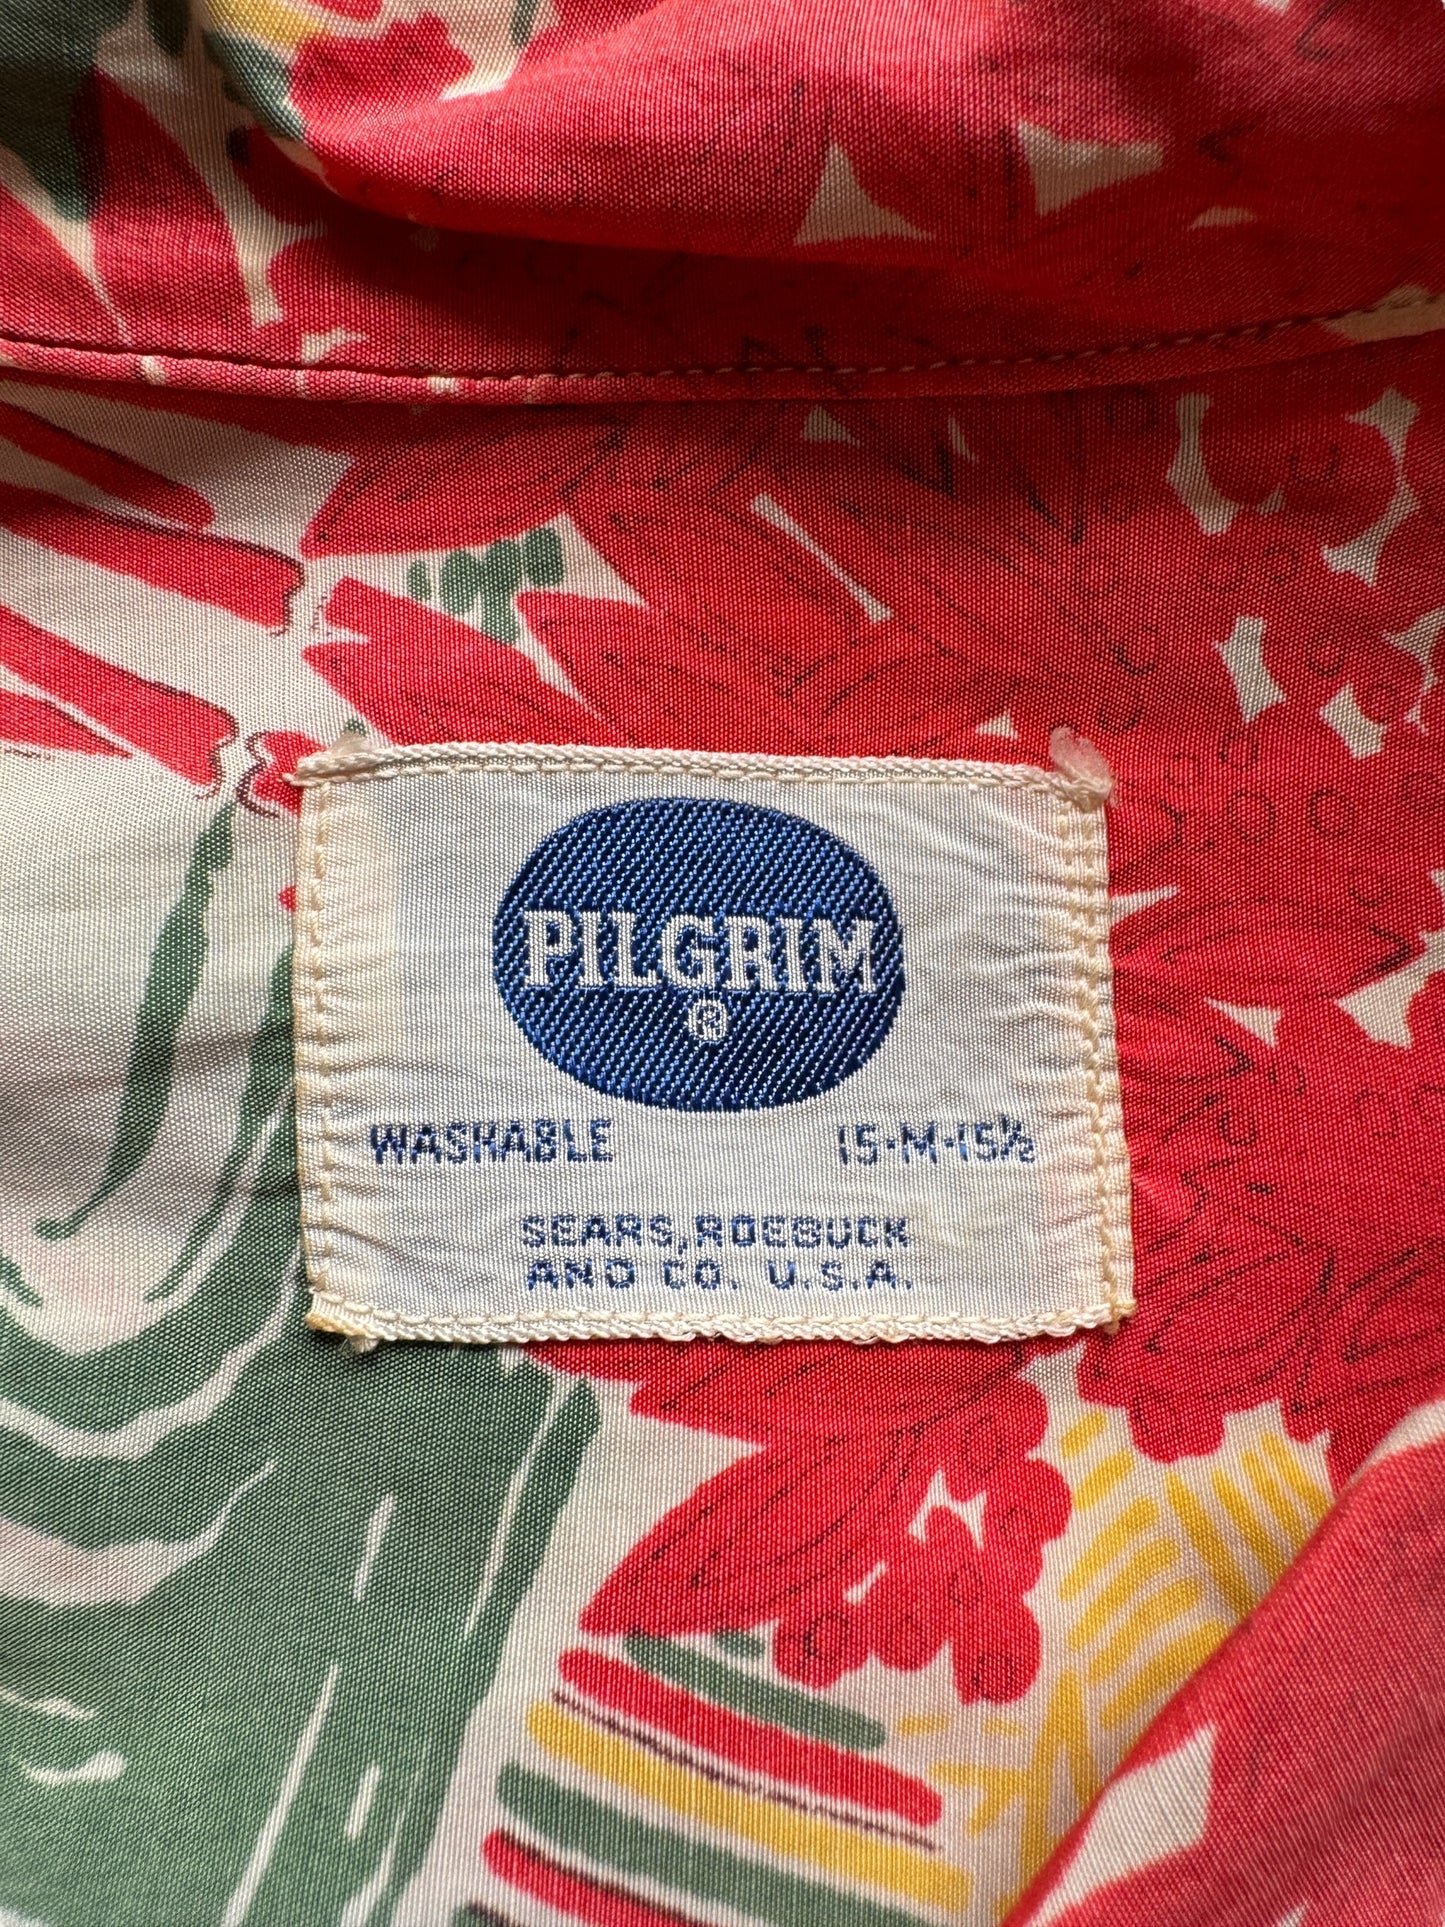 PILGRIM
®
WASHABLE 15-M-15½
SEARS, ROEBUCK
AND CO. U.S.A.